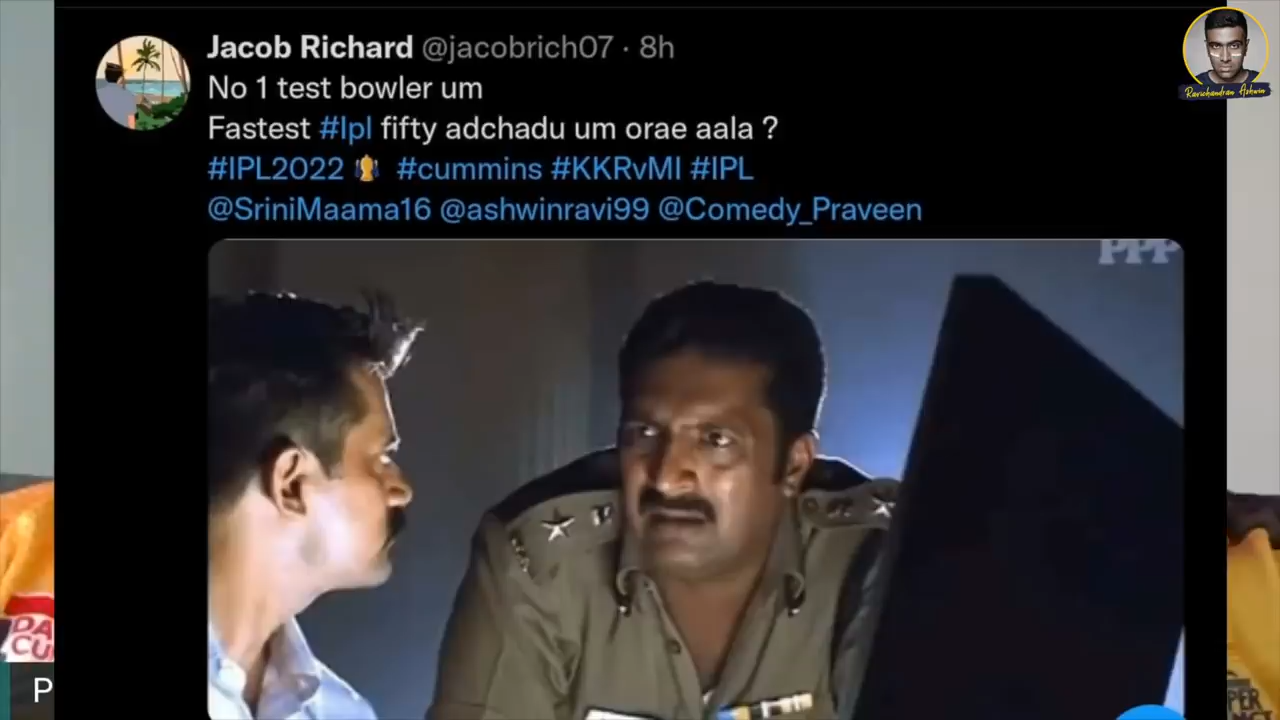 Jacob Richard @jacobrich07 · 8h
No 1 test bowler um
Fastest #Ipl fifty adchadu um orae aala ?
#IPL2022 #cummins #KKRvMI #IPL
@SriniMaama16 @ashwinravi99 @Comedy_Praveen
PPP
Ravichandran Ashwin
P